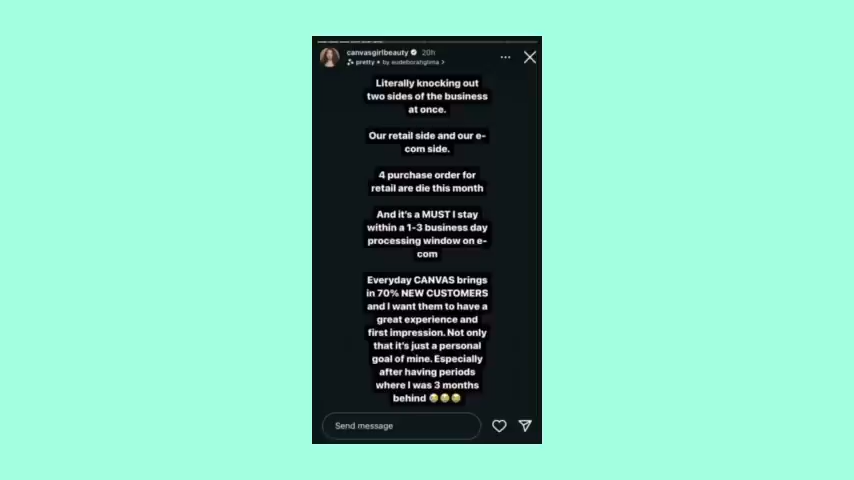 canvasgirlbeauty 20h
pretty • by eudeborahglima >
Literally knocking out
two sides of the business
at once.
Our retail side and our e-
com side.
4 purchase order for
retail are die this month
And it's a MUST I stay
within a 1-3 business day
processing window on e-
com
Everyday CANVAS brings
in 70% NEW CUSTOMERS
and I want them to have a
great experience and
first impression. Not only
that it's just a personal
goal of mine. Especially
after having periods
where I was 3 months
behind 😭😭😭
Send message